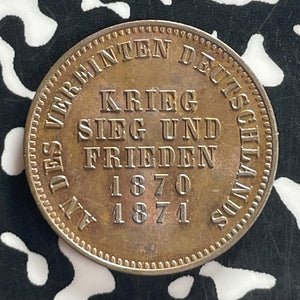 AN DES VEREINTEN DEUTSCHLANDS
KRIEG
SIEG UND
FRIEDEN
1870
1871